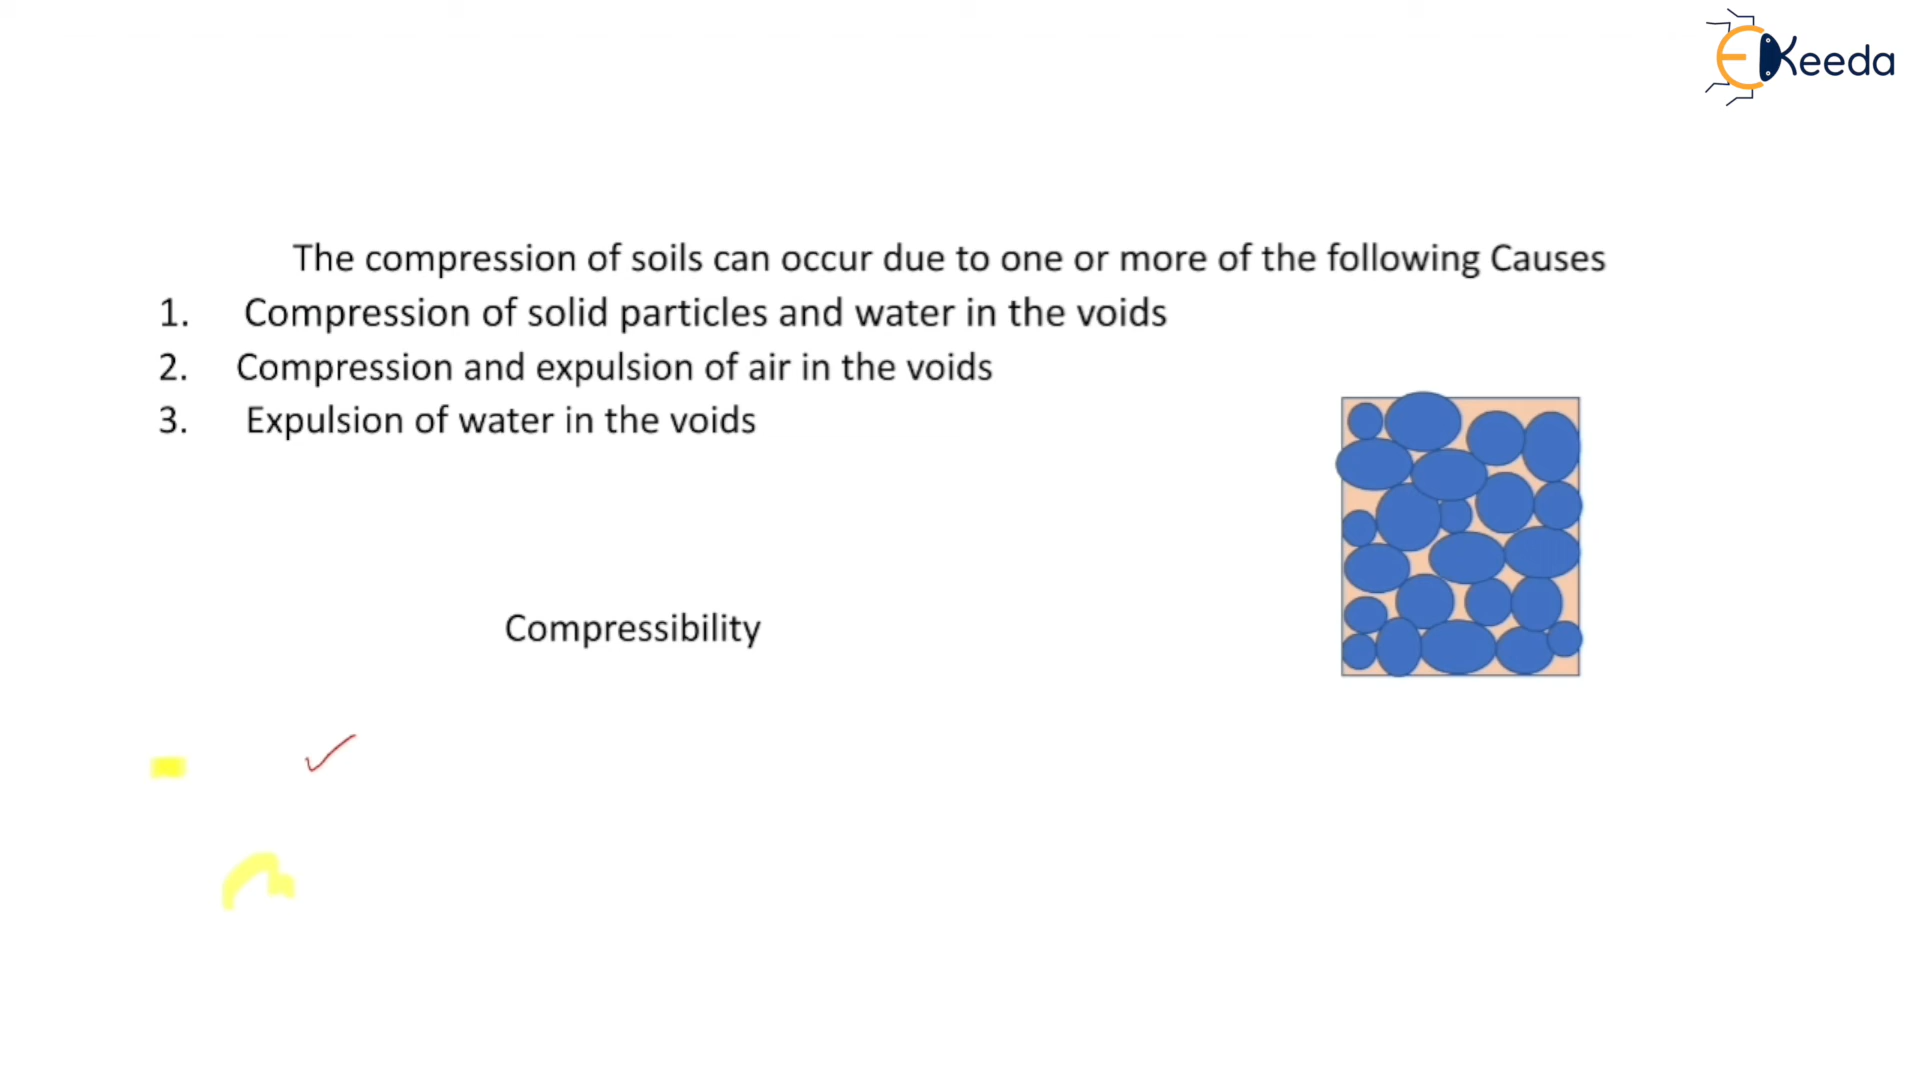 EKeeda
The compression of soils can occur due to one or more of the following Causes
1. Compression of solid particles and water in the voids
2. Compression and expulsion of air in the voids
3. Expulsion of water in the voids
Compressibility